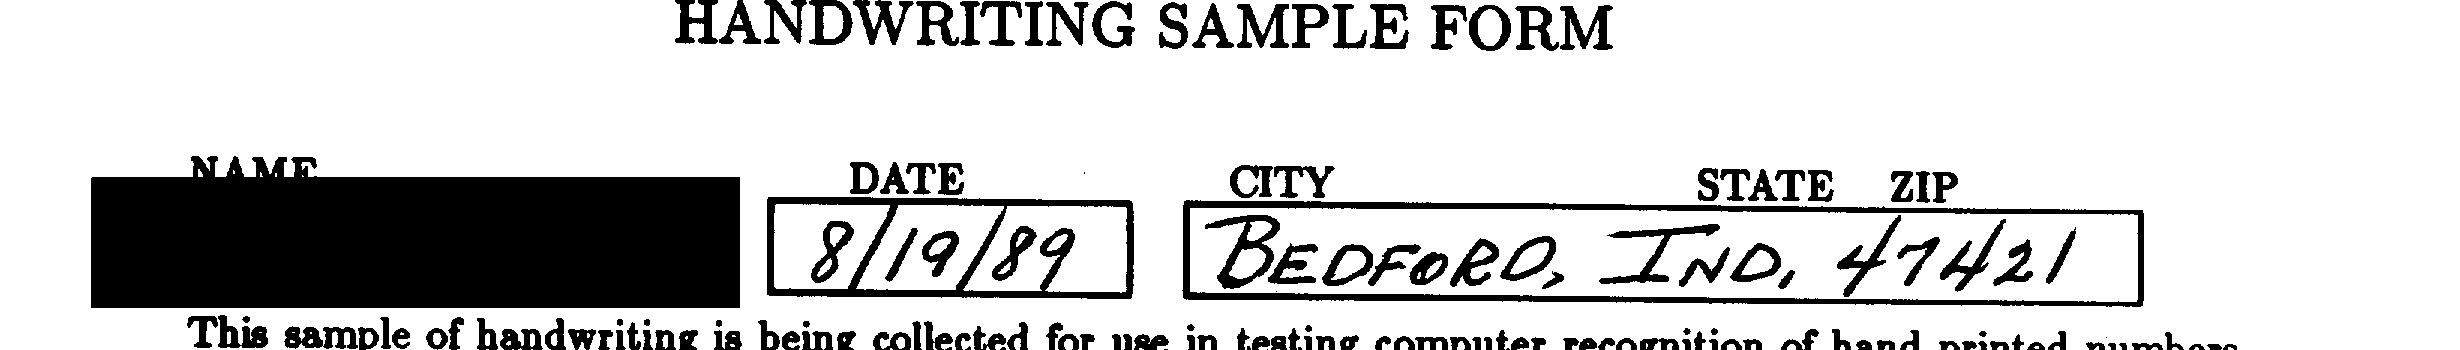 HANDWRITING SAMPLE FORM
NAME DATE CITY STATE ZIP
8/19/89 BEDFORD, IND, 47421
This sample of handwriting is being collected for use in testing computer recognition of hand printed numbers